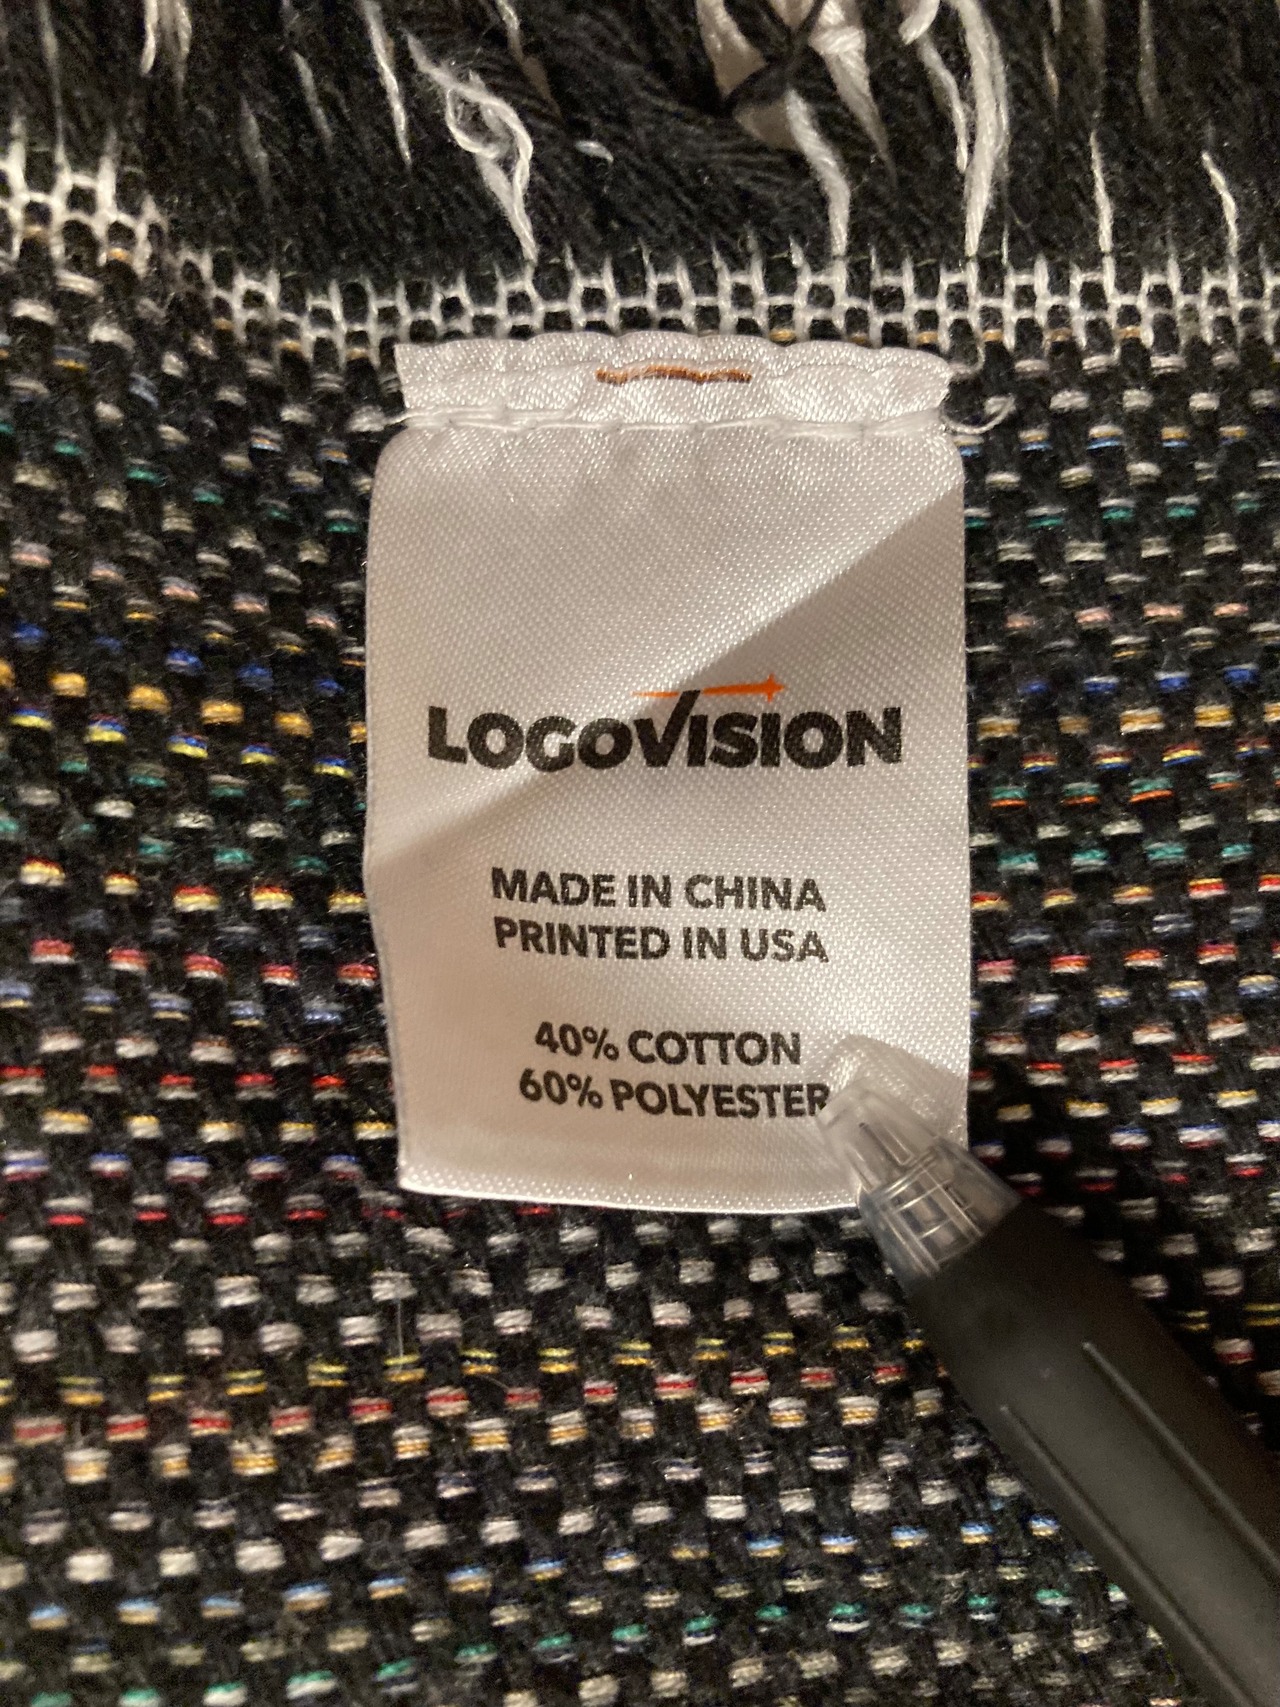 LOGOVISION
MADE IN CHINA
PRINTED IN USA
40% COTTON
60% POLYESTER